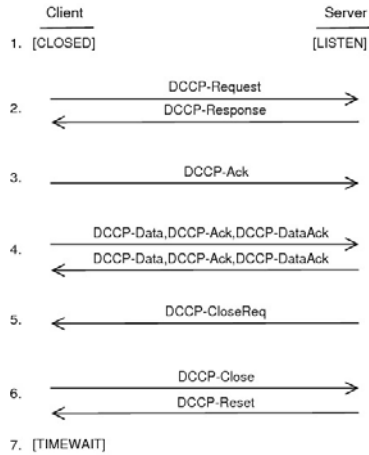 Client Server
1. [CLOSED] [LISTEN]
DCCP-Request
2. DCCP-Response
3. DCCP-Ack
4. DCCP-Data,DCCP-Ack,DCCP-DataAck
DCCP-Data,DCCP-Ack,DCCP-DataAck
5. DCCP-CloseReq
6. DCCP-Close
DCCP-Reset
7. [TIMEWAIT]